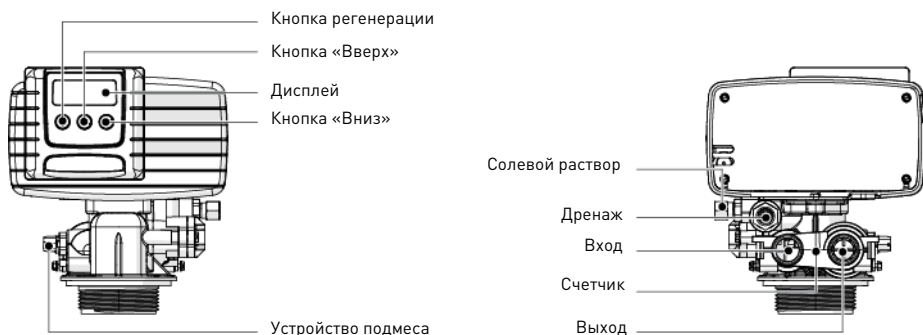 Кнопка регенерации
Кнопка «Вверх»
Дисплей
Кнопка «Вниз»
Устройство подмеса
Солевой раствор
Дренаж
Вход
Счетчик
Выход